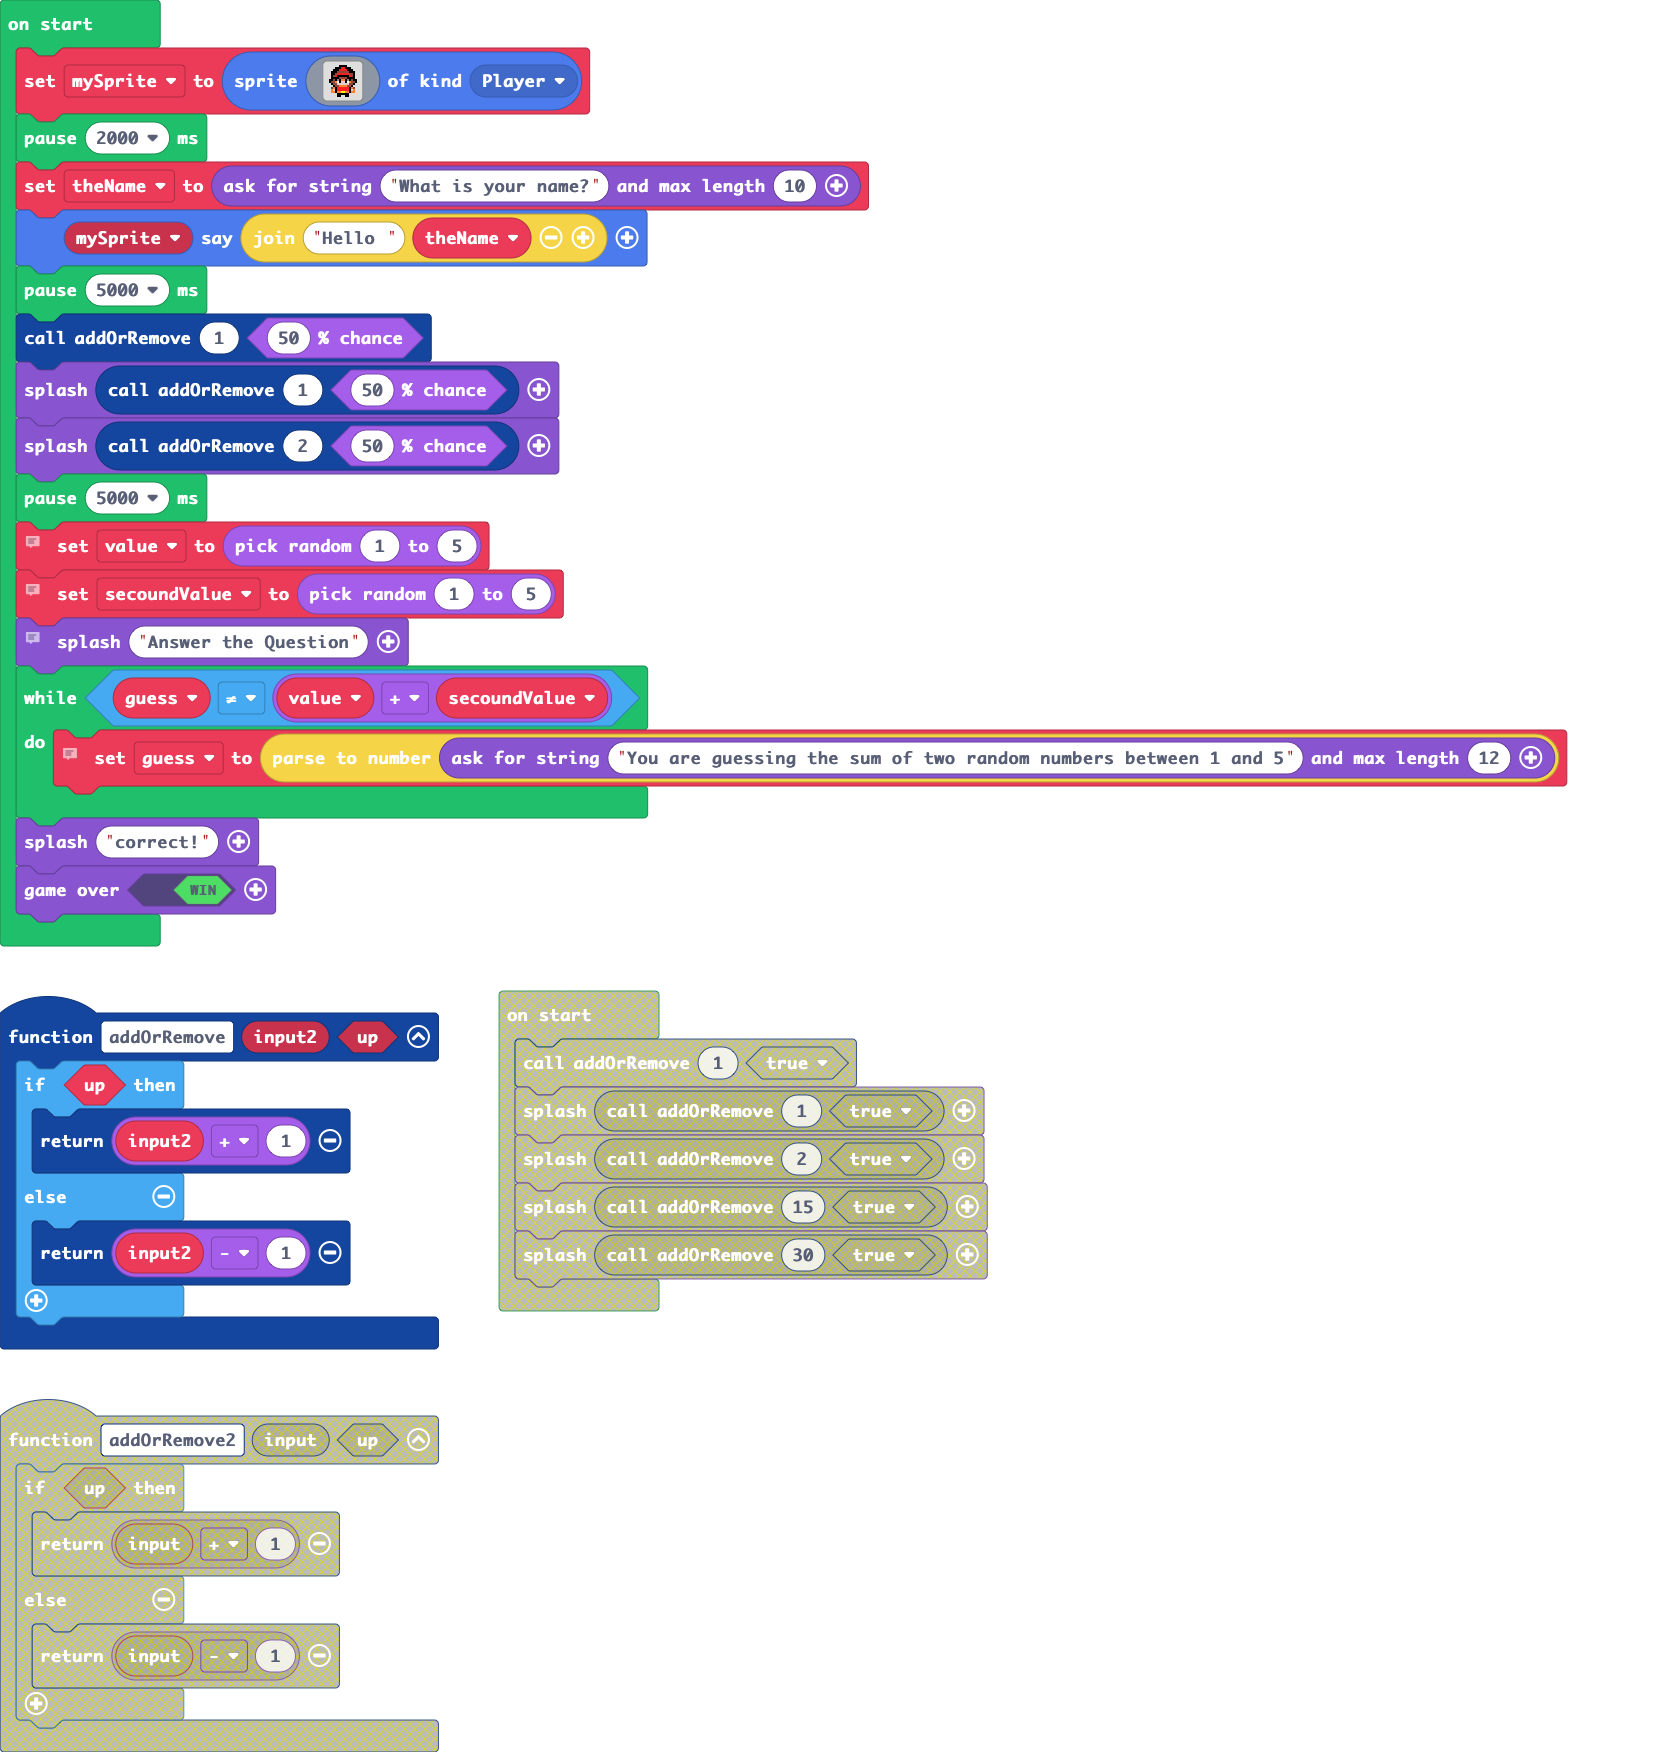 on start
set mySprite to sprite of kind Player
pause 2000 ms
set theName to ask for string "What is your name?" and max length 10
mySprite say join "Hello " theName
pause 5000 ms
call addOrRemove 1 50 % chance
splash call addOrRemove 1 50 % chance
splash call addOrRemove 2 50 % chance
pause 5000 ms
set value to pick random 1 to 5
set secoundValue to pick random 1 to 5
splash "Answer the Question"
while guess ≠ value + secoundValue
do set guess to parse to number ask for string "You are guessing the sum of two random numbers between 1 and 5" and max length 12
splash "correct!"
game over WIN
function addOrRemove input2 up
if up then
return input2 + 1
else
return input2 - 1
on start
call addOrRemove 1 true
splash call addOrRemove 1 true
splash call addOrRemove 2 true
splash call addOrRemove 15 true
splash call addOrRemove 30 true
function addOrRemove2 input up
if up then
return input + 1
else
return input - 1